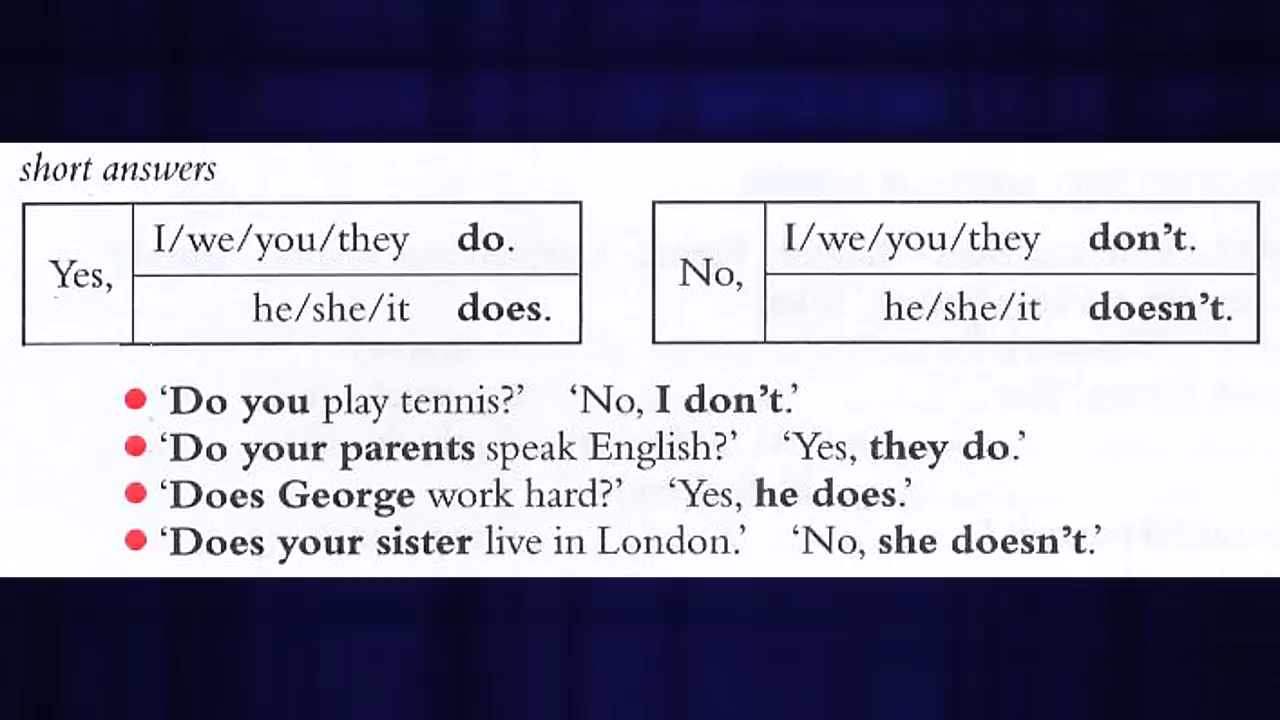 short answers
Yes,
I/we/you/they do.
he/she/it does.
No,
I/we/you/they don't.
he/she/it doesn't.
● ‘Do you play tennis?’ ‘No, I don't.’
● ‘Do your parents speak English?’ ‘Yes, they do.’
● ‘Does George work hard?’ ‘Yes, he does.’
● ‘Does your sister live in London.’ ‘No, she doesn't.’